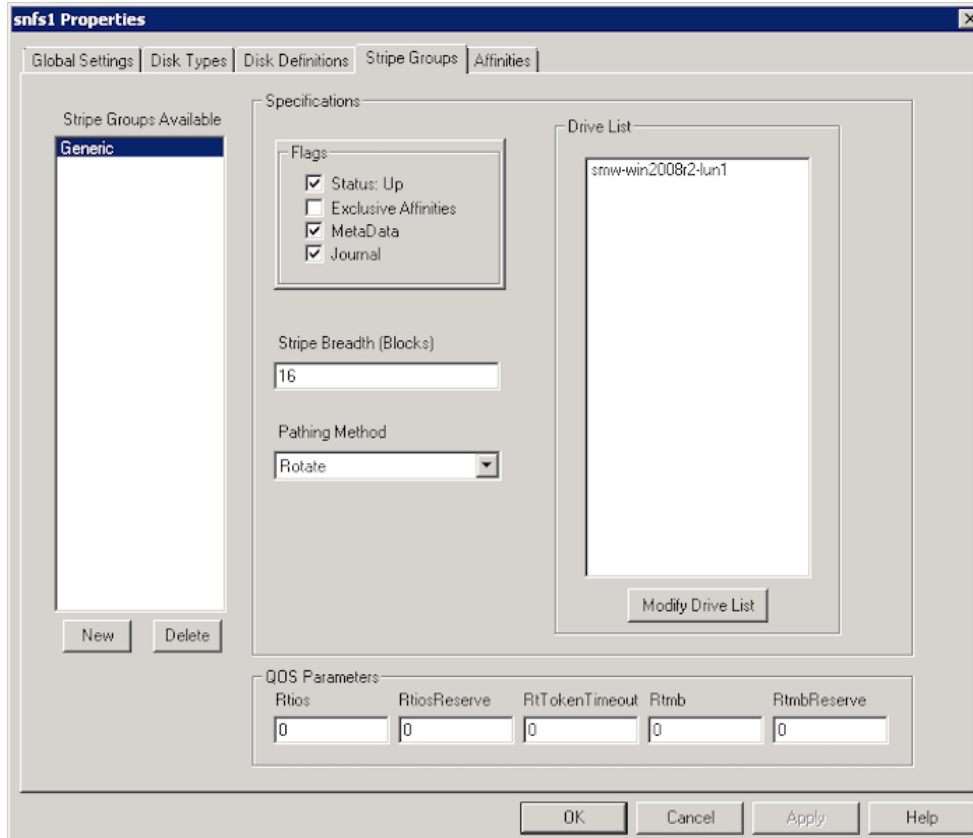 snfs1 Properties
Global Settings
Disk Types
Disk Definitions
Stripe Groups
Affinities
Stripe Groups Available
Generic
New
Delete
Specifications
Flags
Status: Up
Exclusive Affinities
MetaData
Journal
Stripe Breadth (Blocks)
16
Pathing Method
Rotate
Drive List
smw-win2008r2-lun1
Modify Drive List
QOS Parameters
Rtios
RtiosReserve
RtTokenTimeout
Rtmb
RtmbReserve
0
0
0
0
0
OK
Cancel
Apply
Help